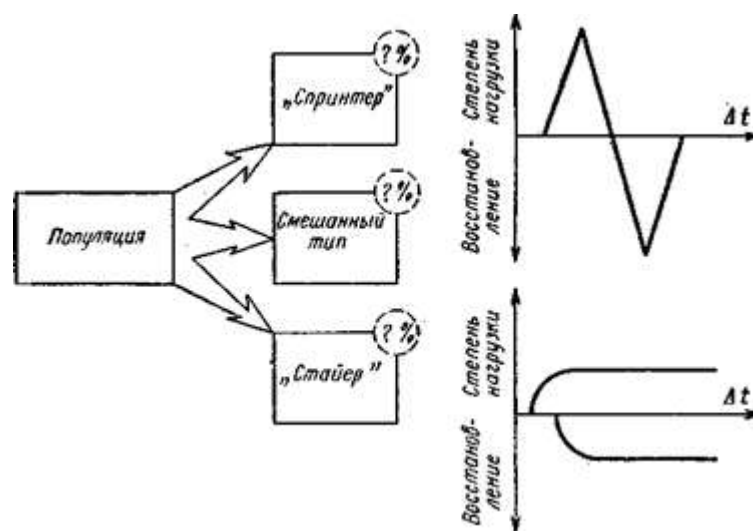 ? %
„Спринтер"
Популяция
? %
Смешанный
тип
? %
„Стайер"
Степень
нагрузки
Δt
Восстанов-
ление
Степень
нагрузки
Δt
Восстанов-
ление